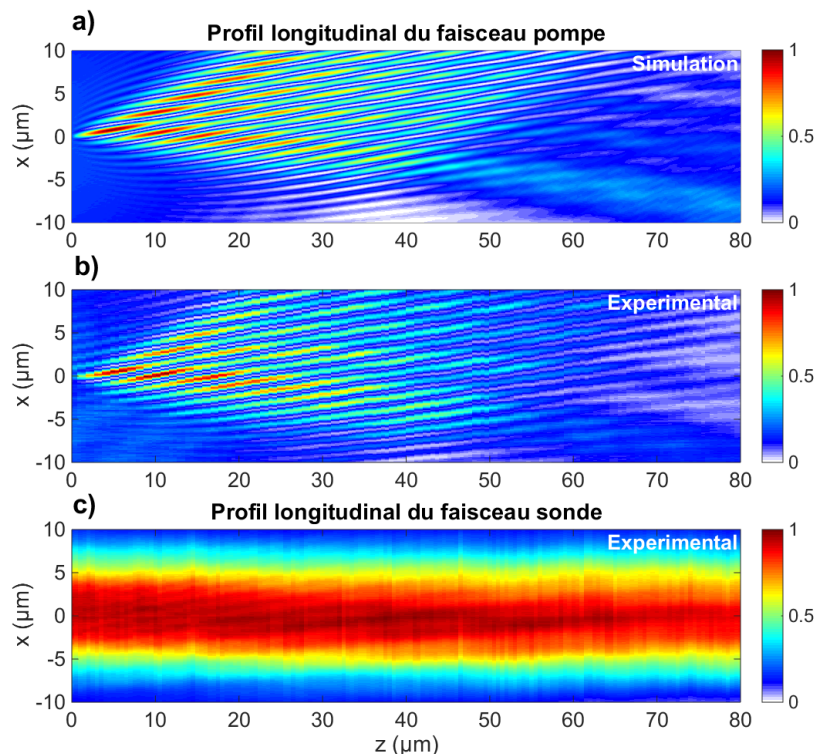 a)
Profil longitudinal du faisceau pompe
Simulation
x (µm)
10
5
0
-5
-10
0 10 20 30 40 50 60 70 80
1
0.5
0
b)
Experimental
x (µm)
10
5
0
-5
-10
0 10 20 30 40 50 60 70 80
1
0.5
0
c)
Profil longitudinal du faisceau sonde
Experimental
x (µm)
10
5
0
-5
-10
0 10 20 30 40 50 60 70 80
z (µm)
1
0.5
0